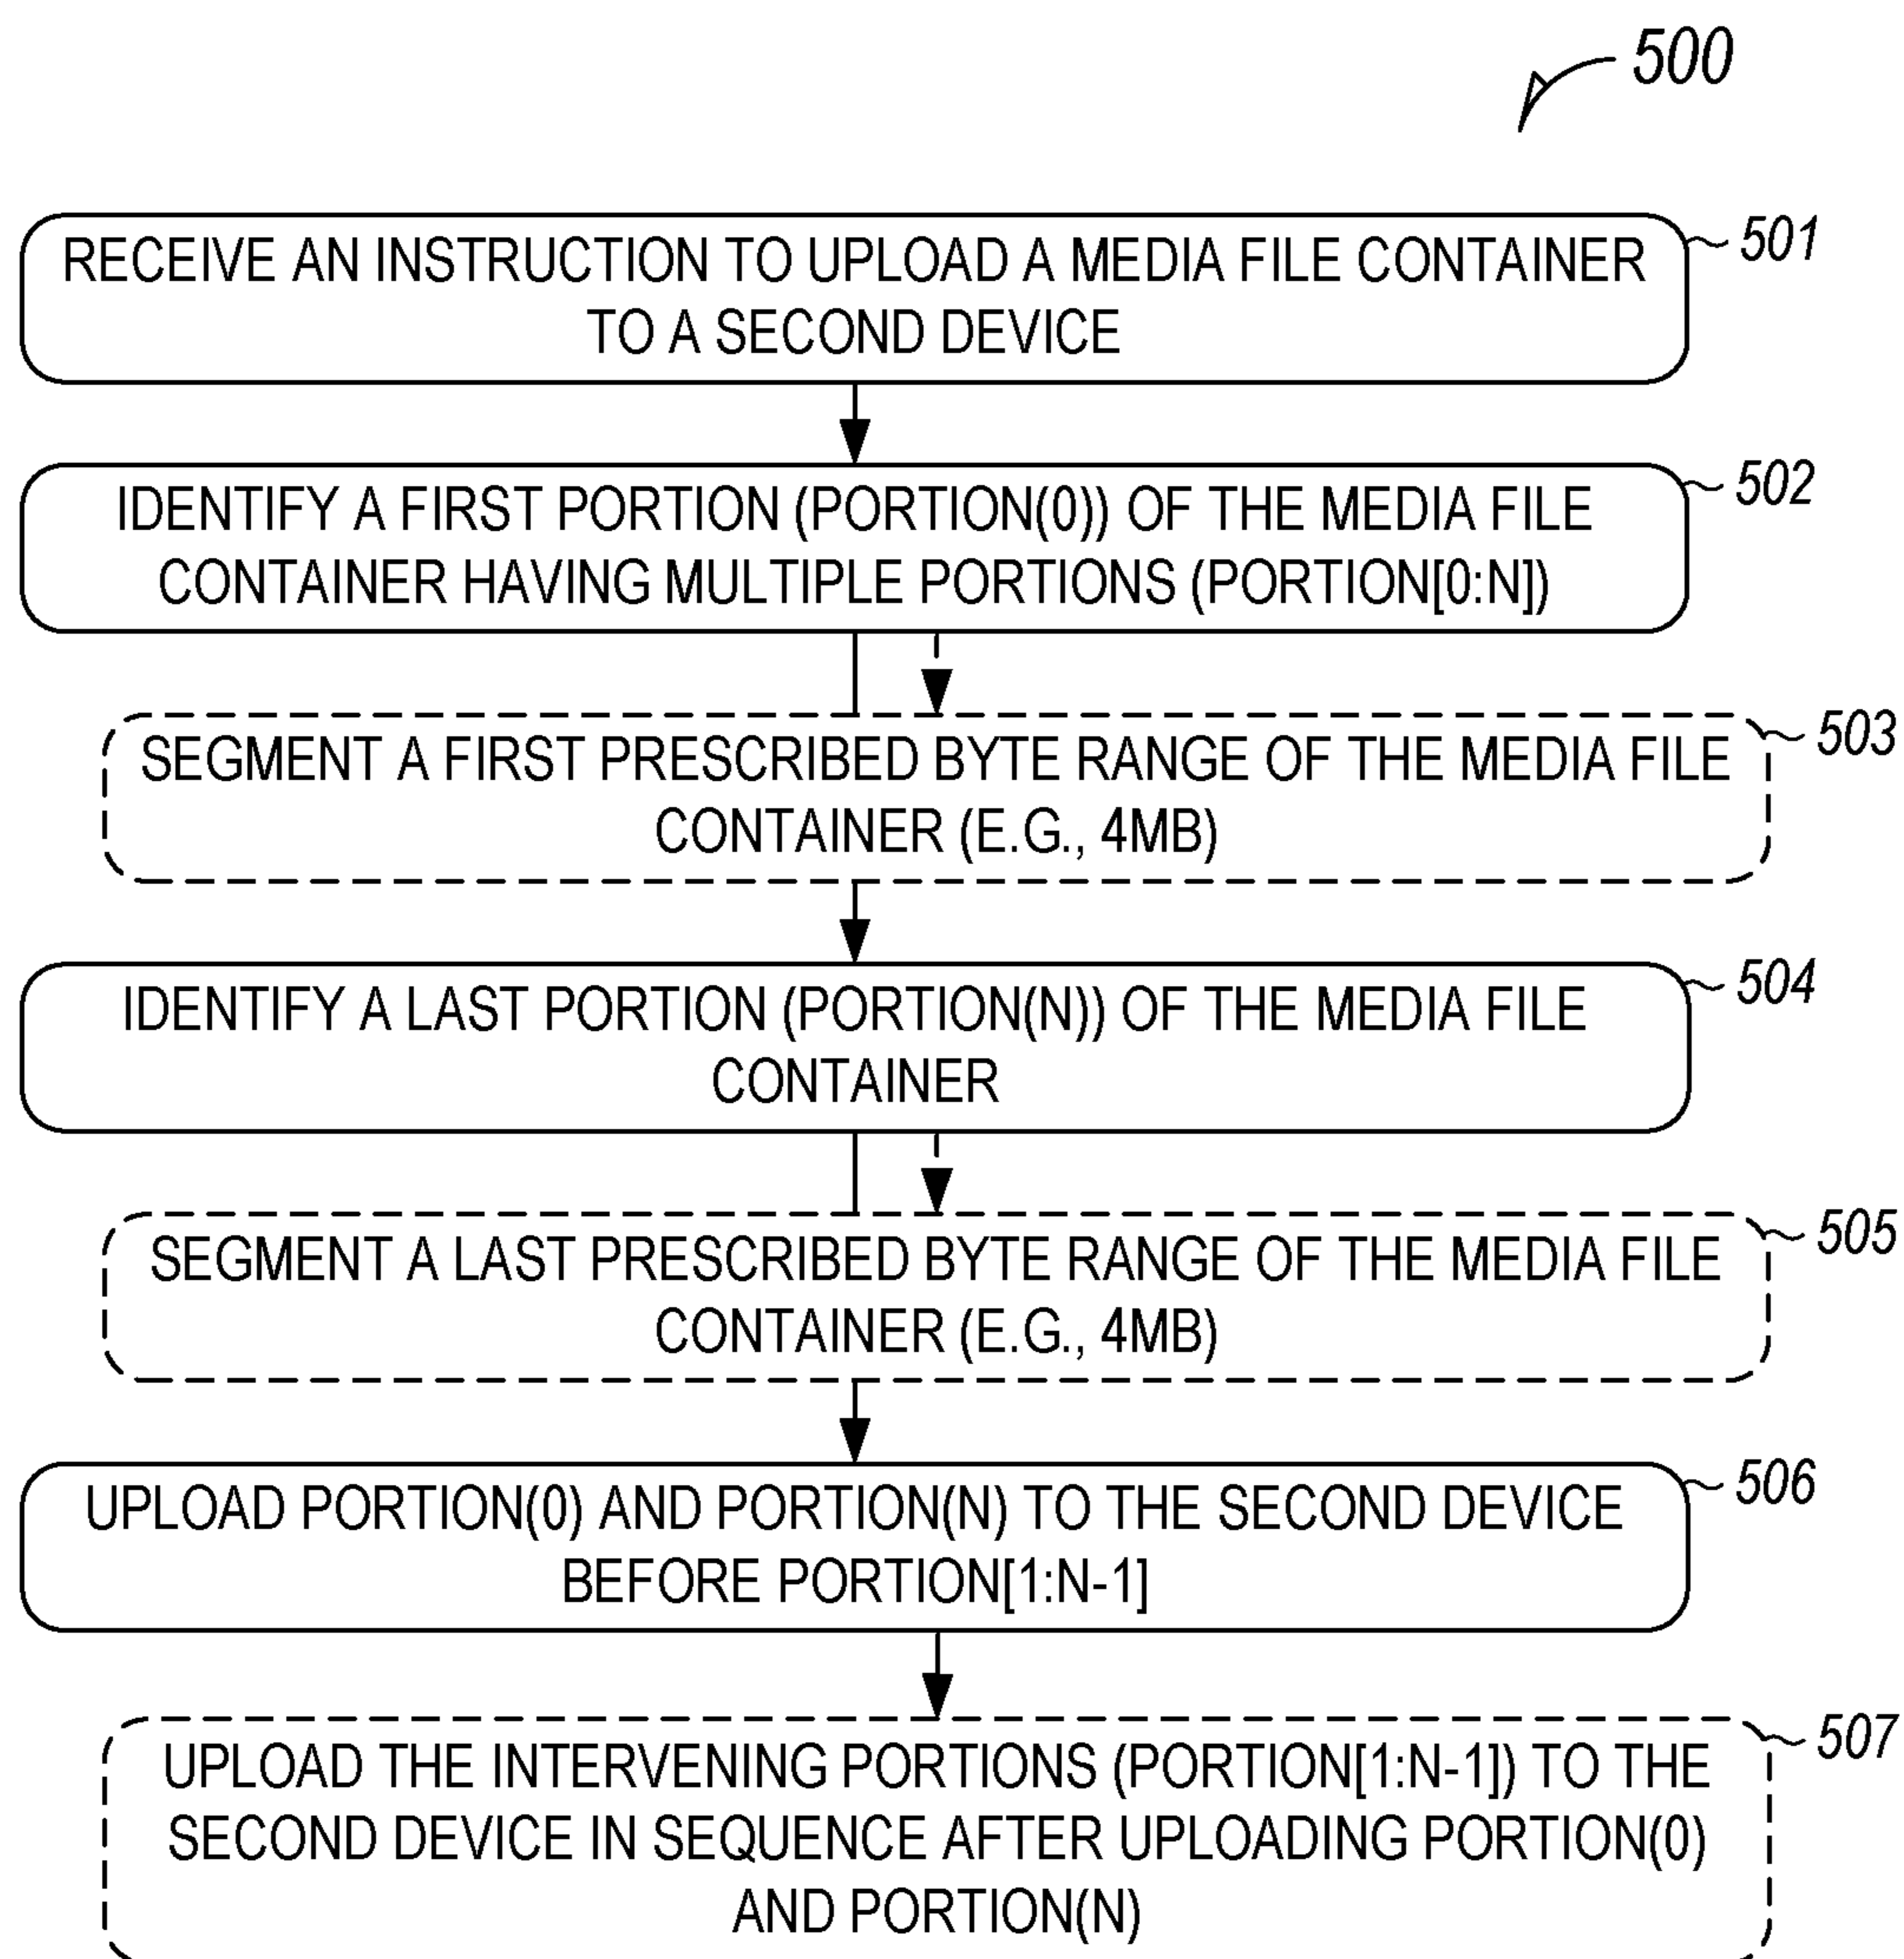 500
RECEIVE AN INSTRUCTION TO UPLOAD A MEDIA FILE CONTAINER
TO A SECOND DEVICE
501
IDENTIFY A FIRST PORTION (PORTION(0)) OF THE MEDIA FILE
CONTAINER HAVING MULTIPLE PORTIONS (PORTION[0:N])
502
SEGMENT A FIRST PRESCRIBED BYTE RANGE OF THE MEDIA FILE
CONTAINER (E.G., 4MB)
503
IDENTIFY A LAST PORTION (PORTION(N)) OF THE MEDIA FILE
CONTAINER
504
SEGMENT A LAST PRESCRIBED BYTE RANGE OF THE MEDIA FILE
CONTAINER (E.G., 4MB)
505
UPLOAD PORTION(0) AND PORTION(N) TO THE SECOND DEVICE
BEFORE PORTION[1:N-1]
506
UPLOAD THE INTERVENING PORTIONS (PORTION[1:N-1]) TO THE
SECOND DEVICE IN SEQUENCE AFTER UPLOADING PORTION(0)
AND PORTION(N)
507